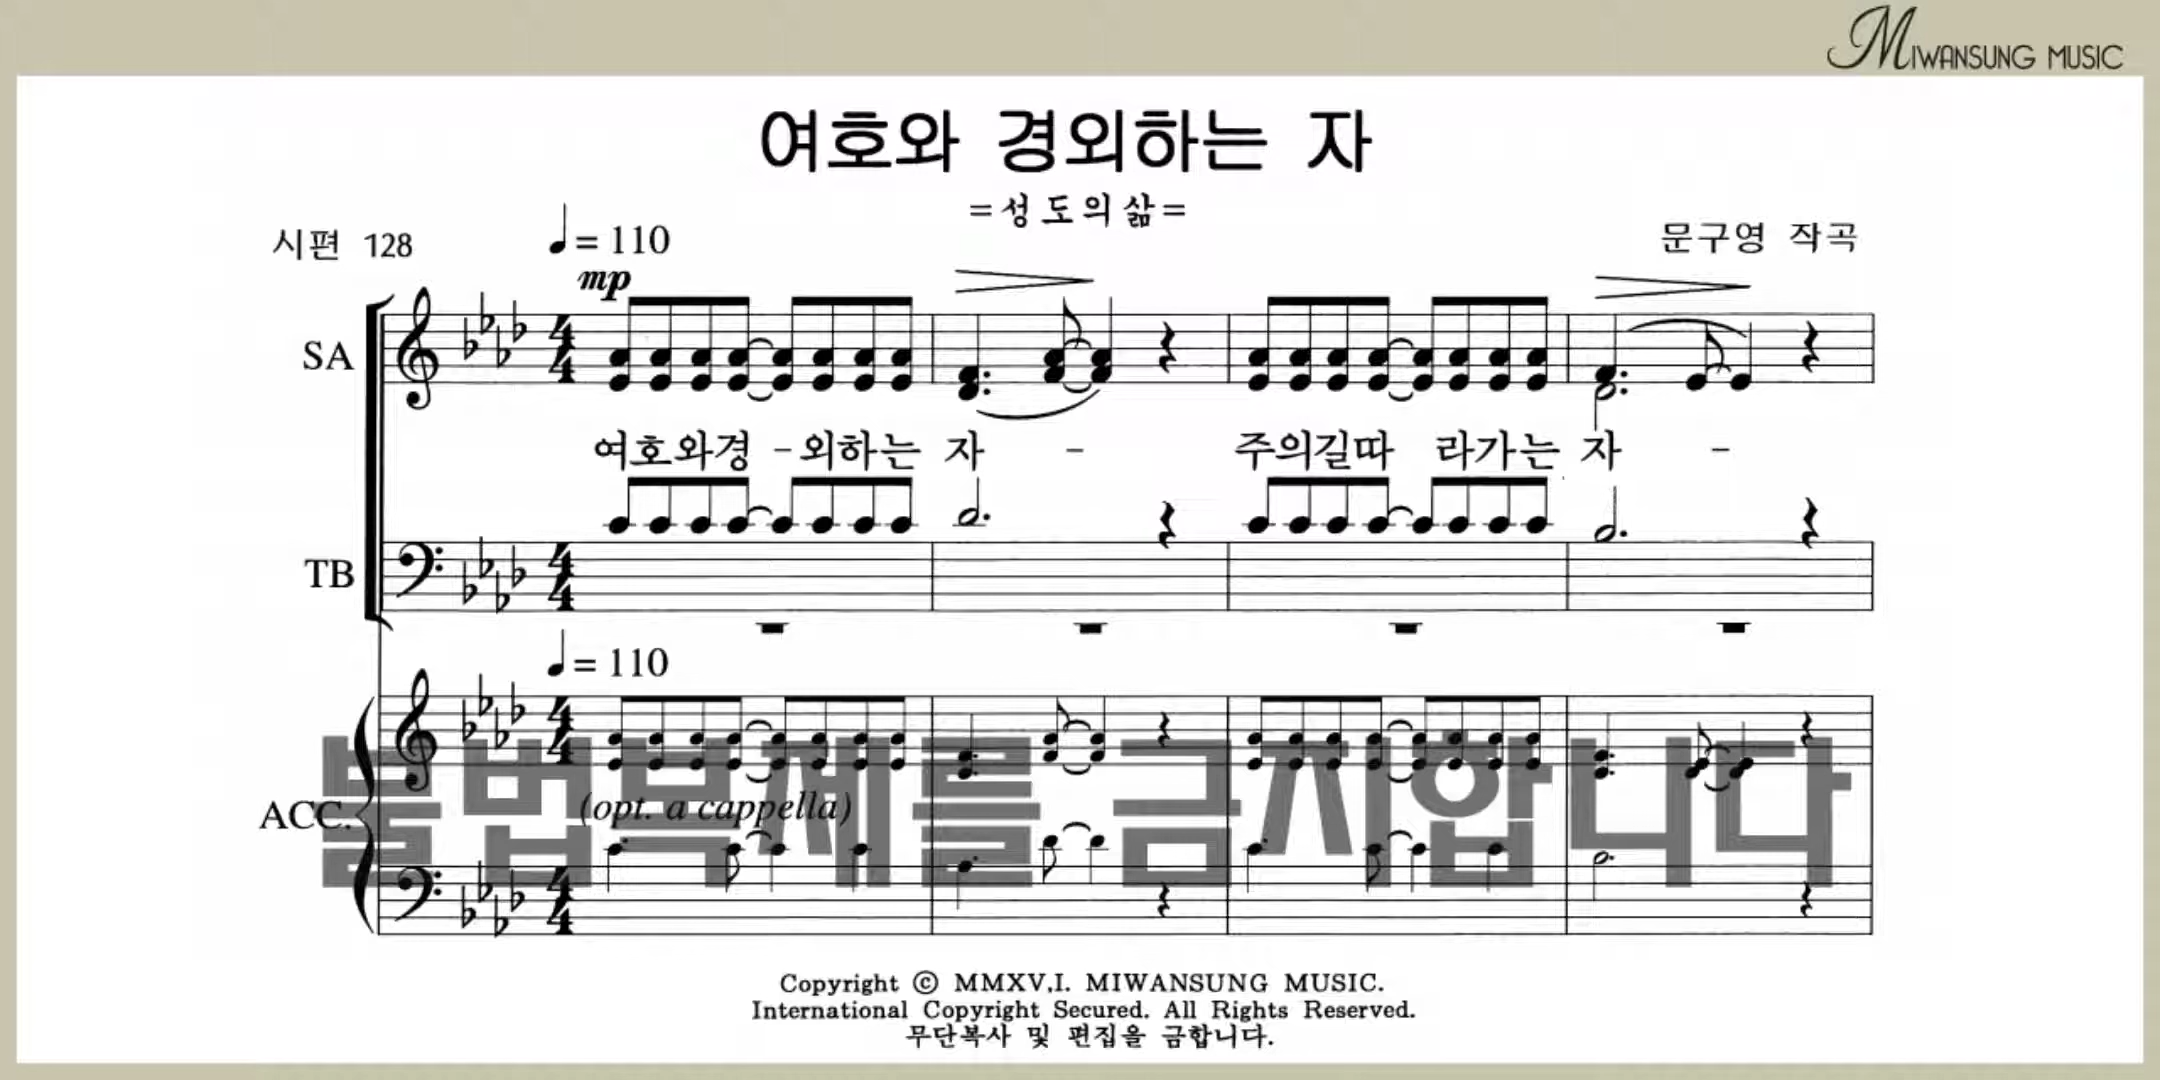 MIWANSUNG MUSIC
여호와 경외하는 자
=성도의삶=
시편 128
♩= 110
문구영 작곡
mp
SA
여호와경 -외하는 자 - 주의길따 라가는 자 -
TB
♩= 110
불법복제를 금지합니다
(opt. a cappella)
ACC.
Copyright ⓒ MMXV,I. MIWANSUNG MUSIC.
International Copyright Secured. All Rights Reserved.
무단복사 및 편집을 금합니다.